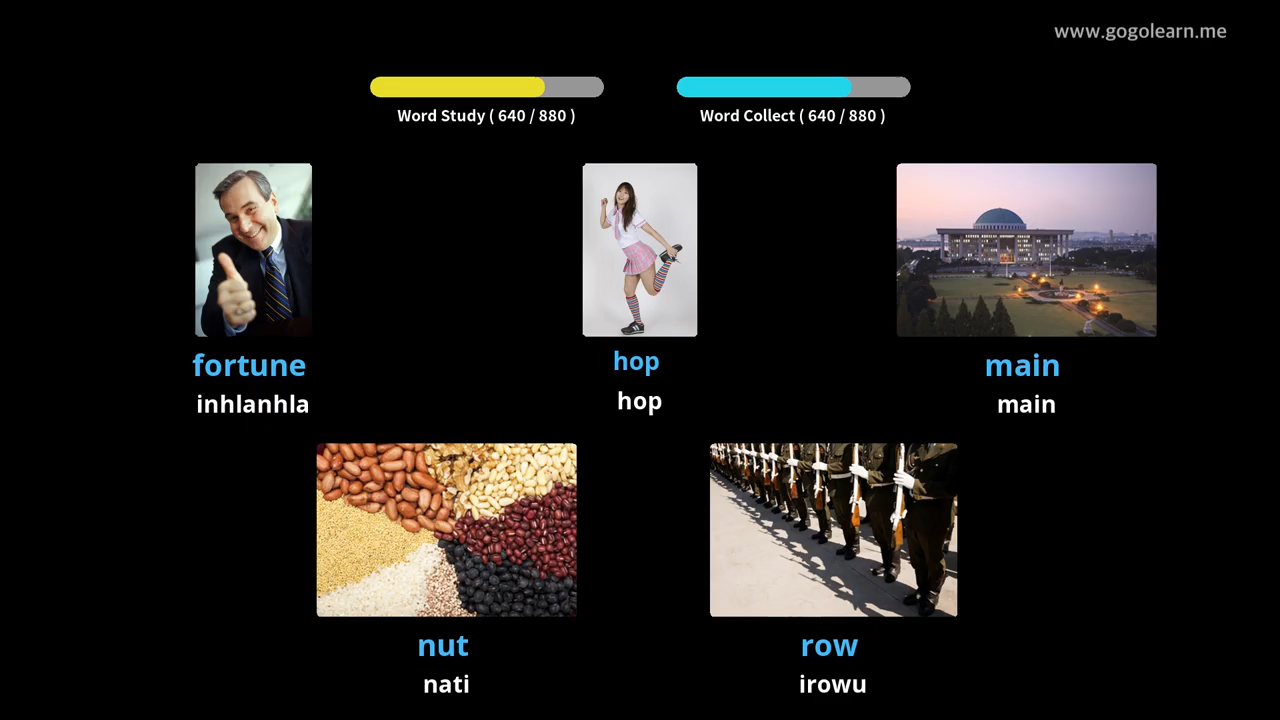 www.gogolearn.me
Word Study ( 640 / 880 )
Word Collect ( 640 / 880 )
fortune
inhlanhla
hop
hop
main
main
nut
nati
row
irowu